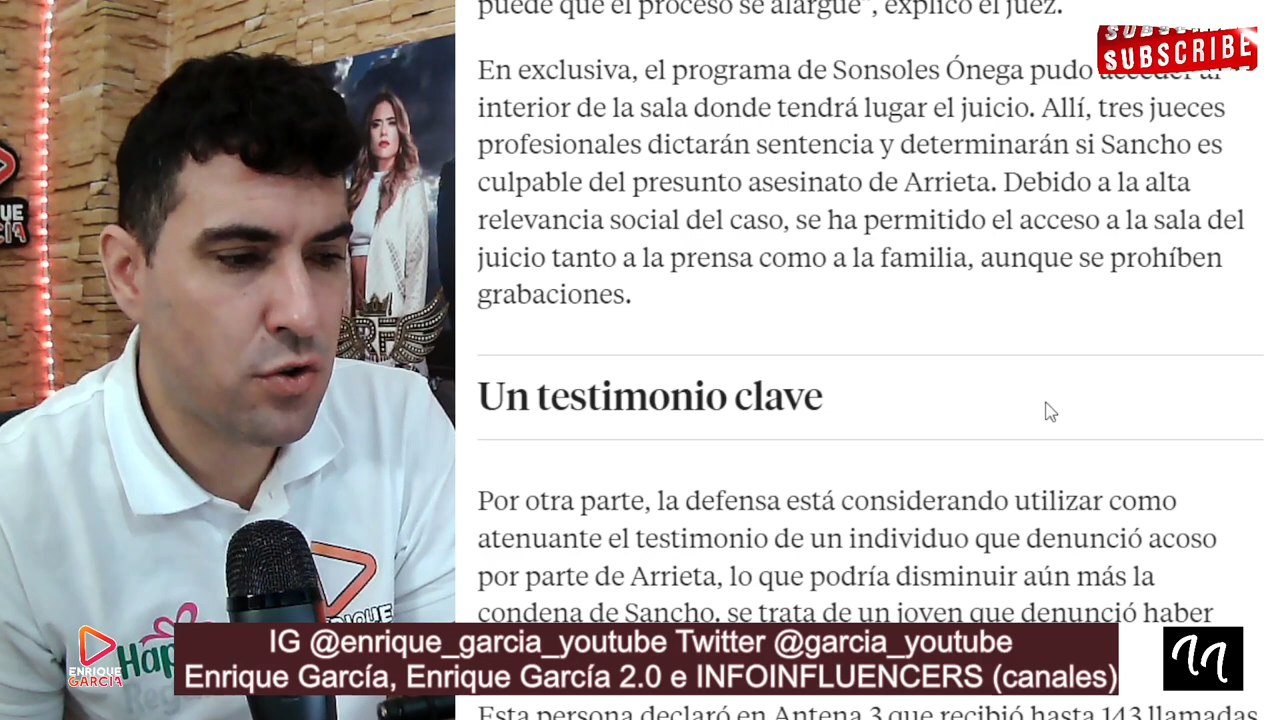 puede que el proceso se alargue", explicó el juez.
SUBSCRIBE
En exclusiva, el programa de Sonsoles Ónega pudo acceder al
interior de la sala donde tendrá lugar el juicio. Allí, tres jueces
profesionales dictarán sentencia y determinarán si Sancho es
culpable del presunto asesinato de Arrieta. Debido a la alta
relevancia social del caso, se ha permitido el acceso a la sala del
juicio tanto a la prensa como a la familia, aunque se prohíben
grabaciones.
Un testimonio clave
Por otra parte, la defensa está considerando utilizar como
atenuante el testimonio de un individuo que denunció acoso
por parte de Arrieta, lo que podría disminuir aún más la
condena de Sancho, se trata de un joven que denunció haber
IG @enrique_garcia_youtube Twitter @garcia_youtube
Enrique García, Enrique García 2.0 e INFOINFLUENCERS (canales)
Esta persona declaró en Antena 3 que recibió hasta 143 llamadas
ENRIQUE
GARCÍA